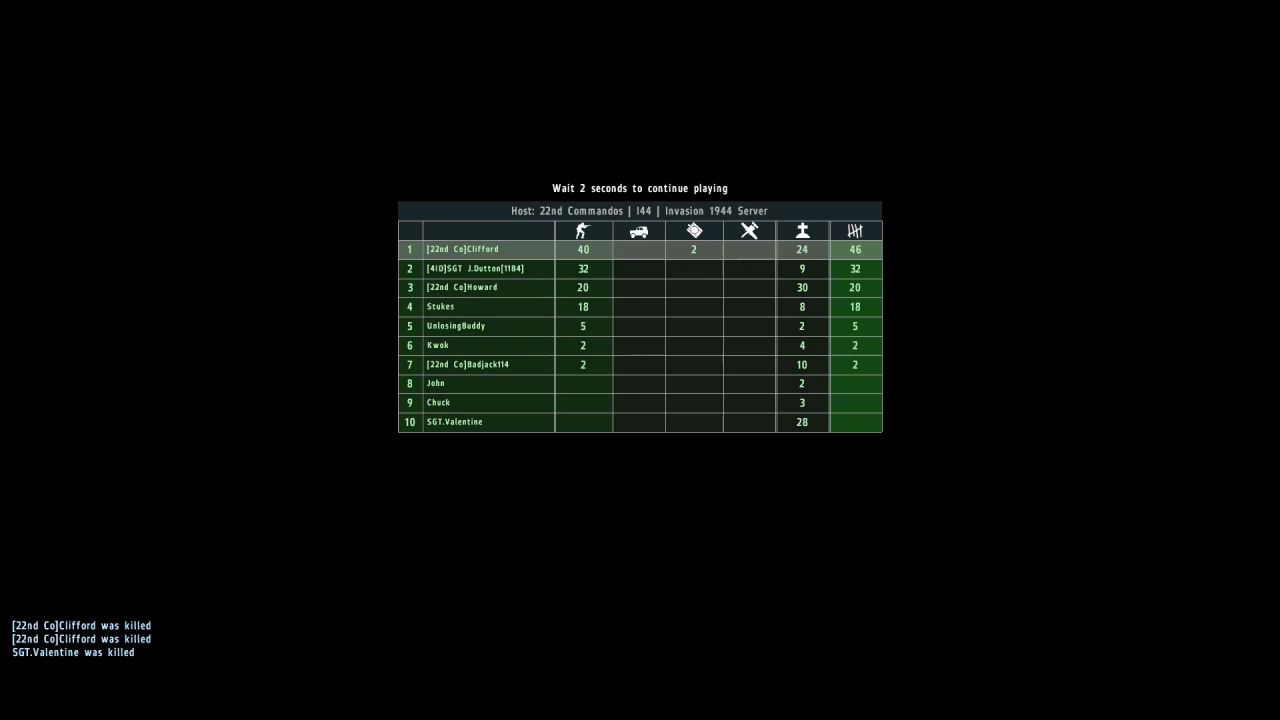 Wait 2 seconds to continue playing
Host: 22nd Commandos | I44 | Invasion 1944 Server
1 [22nd Co]Clifford 40 2 24 46
2 [4ID]SGT J.Dutton[11B4] 32 9 32
3 [22nd Co]Howard 20 30 20
4 Stukes 18 8 18
5 UnlosingBuddy 5 2 5
6 Kwok 2 4 2
7 [22nd Co]Badjack114 2 10 2
8 John 2
9 Chuck 3
10 SGT.Valentine 28
[22nd Co]Clifford was killed
[22nd Co]Clifford was killed
SGT.Valentine was killed